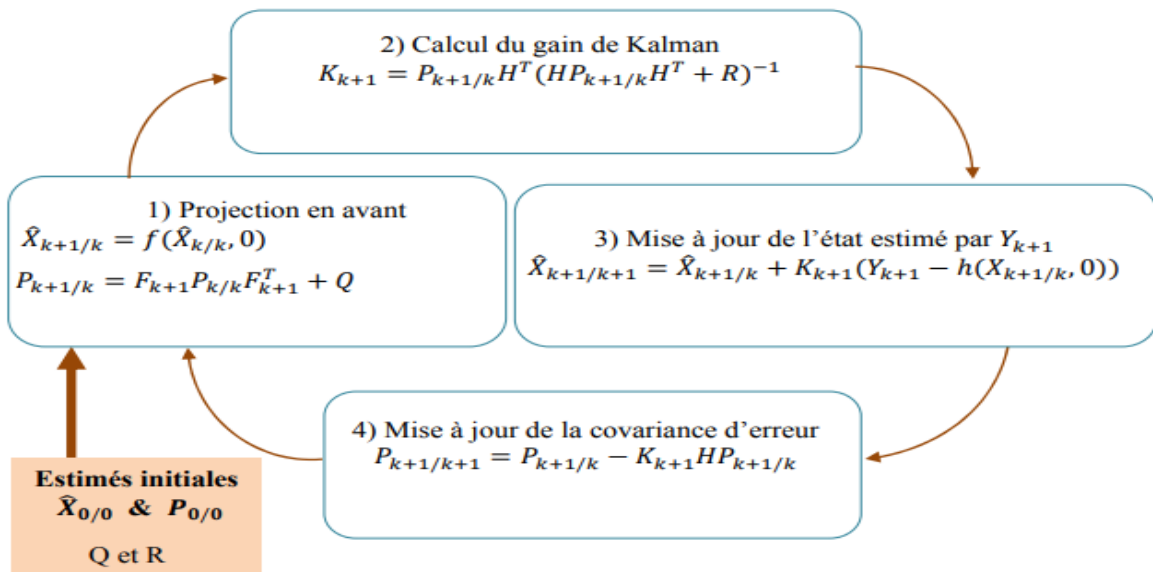 2) Calcul du gain de Kalman
K_{k+1} = P_{k+1/k}H^T(HP_{k+1/k}H^T + R)^{-1}
1) Projection en avant
X̂_{k+1/k} = f(X̂_{k/k}, 0)
P_{k+1/k} = F_{k+1}P_{k/k}F_{k+1}^T + Q
3) Mise à jour de l’état estimé par Y_{k+1}
X̂_{k+1/k+1} = X̂_{k+1/k} + K_{k+1}(Y_{k+1} − h(X_{k+1/k}, 0))
4) Mise à jour de la covariance d’erreur
P_{k+1/k+1} = P_{k+1/k} − K_{k+1}HP_{k+1/k}
Estimés initiales
X̂_{0/0} & P_{0/0}
Q et R